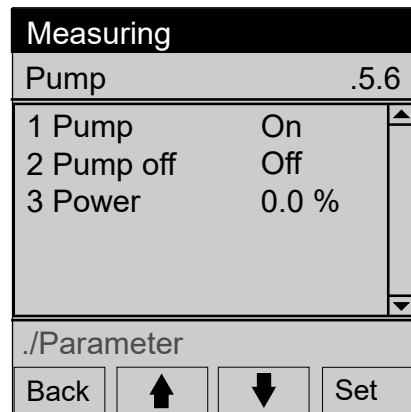 Measuring
Pump .5.6
1 Pump On
2 Pump off Off
3 Power 0.0 %
./Parameter
Back Set